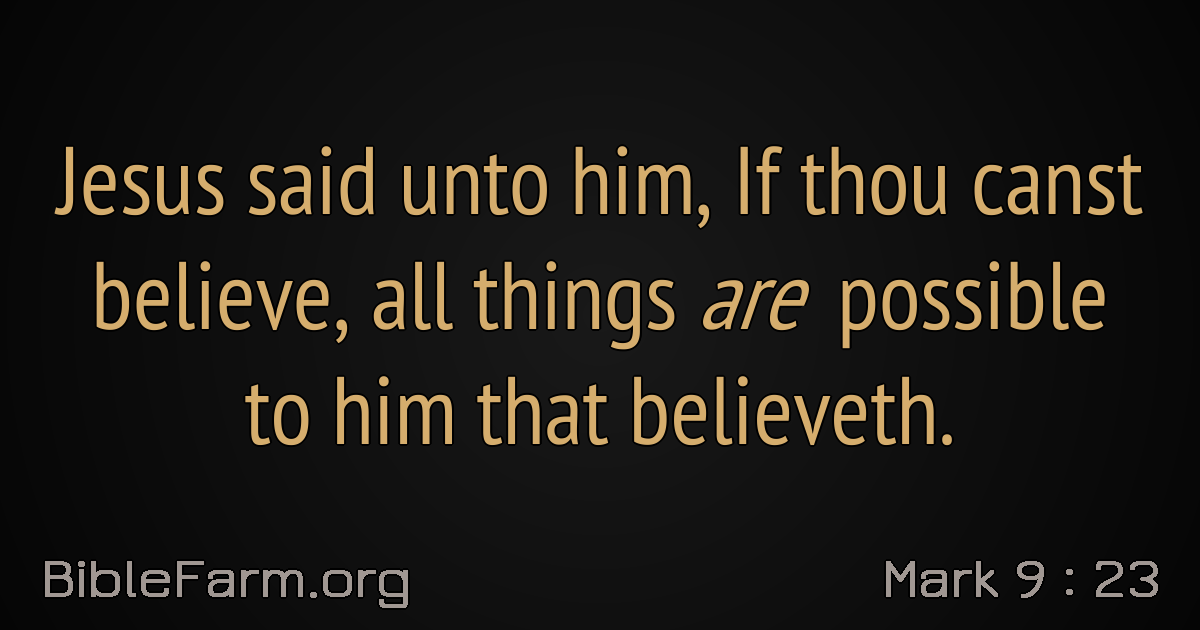 Jesus said unto him, If thou canst
believe, all things are possible
to him that believeth.
BibleFarm.org
Mark 9 : 23